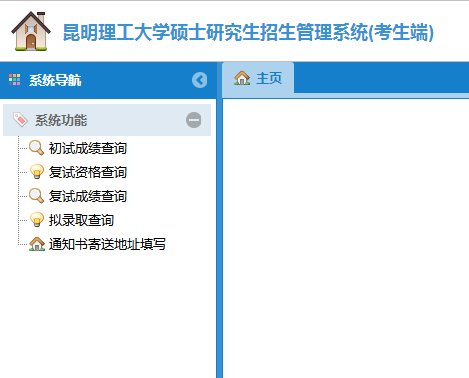 昆明理工大学硕士研究生招生管理系统(考生端)
系统导航
主页
系统功能
初试成绩查询
复试资格查询
复试成绩查询
拟录取查询
通知书寄送地址填写